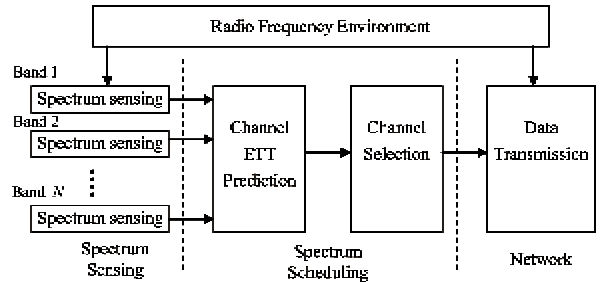 Radio Frequency Environment
Band 1
Spectrum sensing
Band 2
Spectrum sensing
Band N
Spectrum sensing
Channel
ETT
Prediction
Channel
Selection
Data
Transmission
Spectrum
Sensing
Spectrum
Scheduling
Network